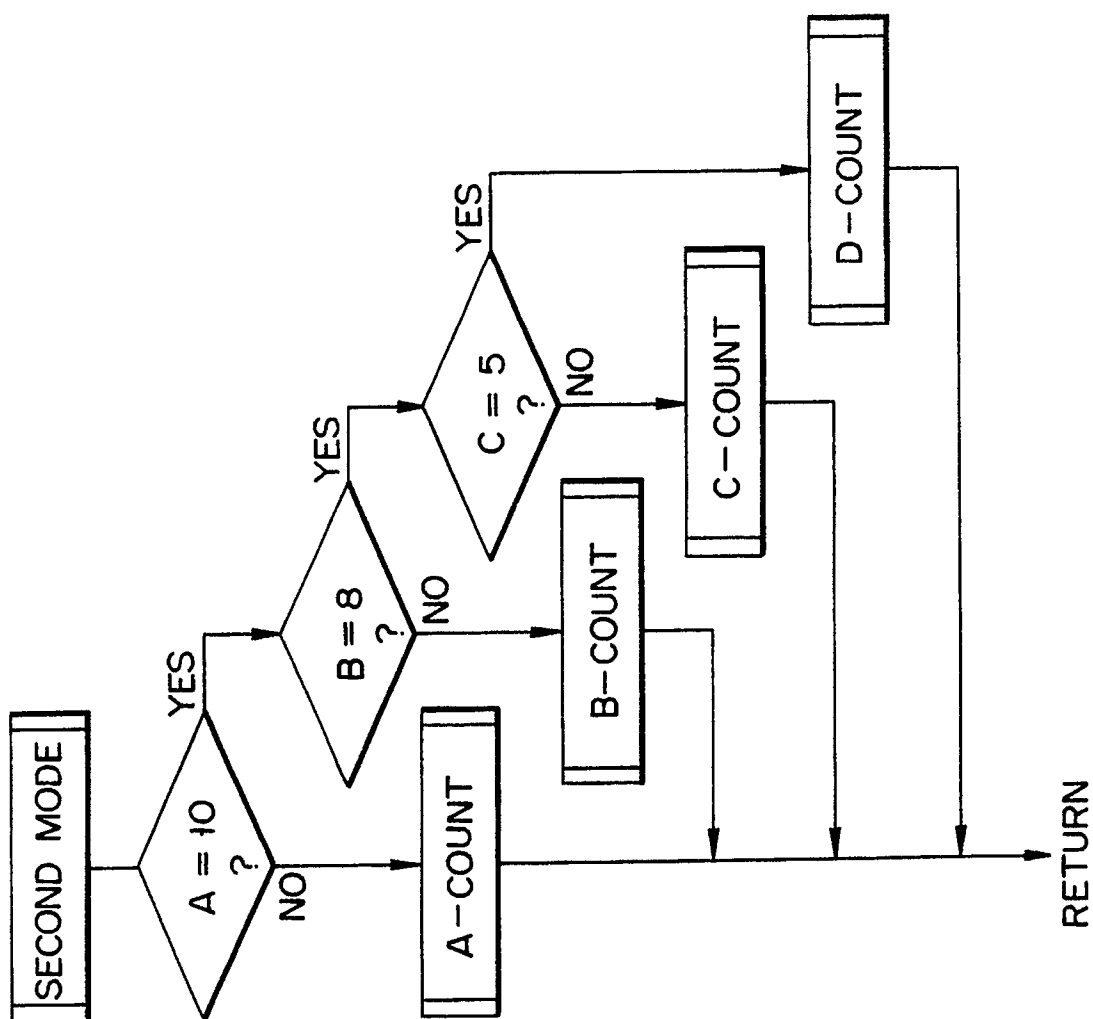 SECOND MODE
A = 10
?
YES
NO
B = 8
?
YES
NO
C = 5
?
YES
NO
A-COUNT
B-COUNT
C-COUNT
D-COUNT
RETURN